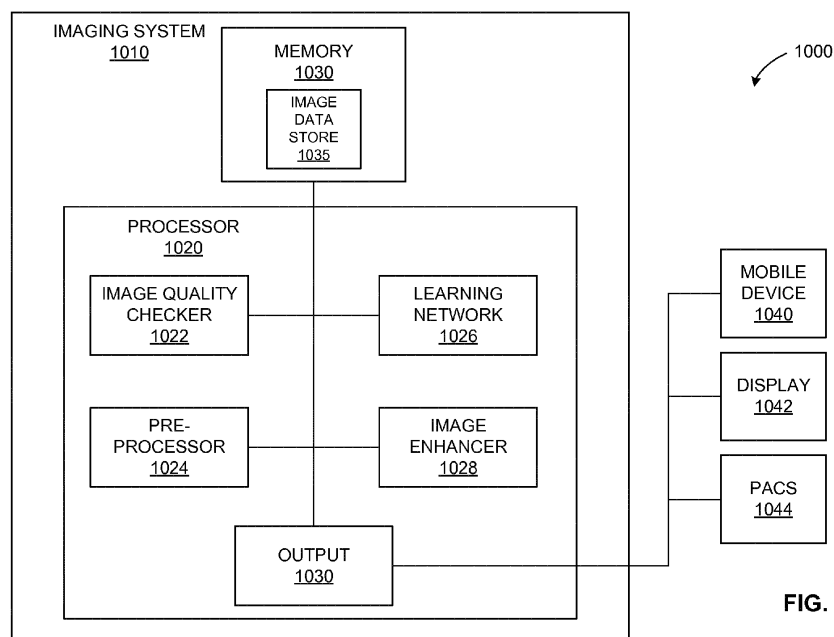 IMAGING SYSTEM
1010
MEMORY
1030
IMAGE
DATA
STORE
1035
1000
PROCESSOR
1020
IMAGE QUALITY
CHECKER
1022
LEARNING
NETWORK
1026
PRE-
PROCESSOR
1024
IMAGE
ENHANCER
1028
OUTPUT
1030
MOBILE
DEVICE
1040
DISPLAY
1042
PACS
1044
FIG.